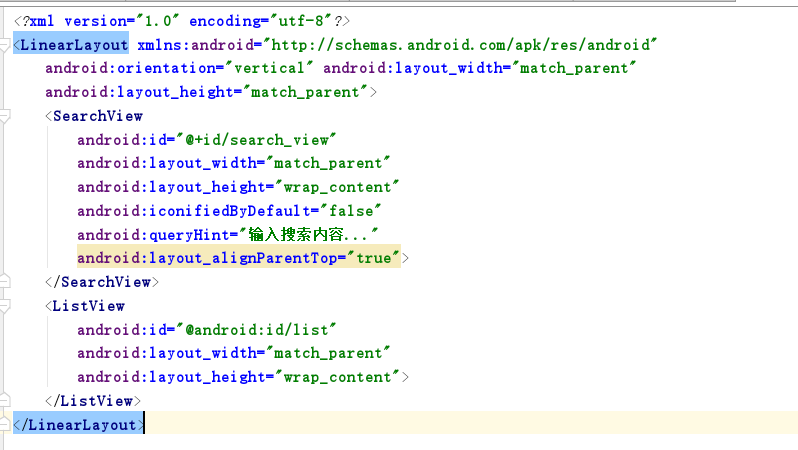 <?xml version="1.0" encoding="utf-8"?>
<LinearLayout xmlns:android="http://schemas.android.com/apk/res/android"
android:orientation="vertical" android:layout_width="match_parent"
android:layout_height="match_parent">
<SearchView
android:id="@+id/search_view"
android:layout_width="match_parent"
android:layout_height="wrap_content"
android:iconifiedByDefault="false"
android:queryHint="输入搜索内容..."
android:layout_alignParentTop="true">
</SearchView>
<ListView
android:id="@android:id/list"
android:layout_width="match_parent"
android:layout_height="wrap_content">
</ListView>
</LinearLayout>